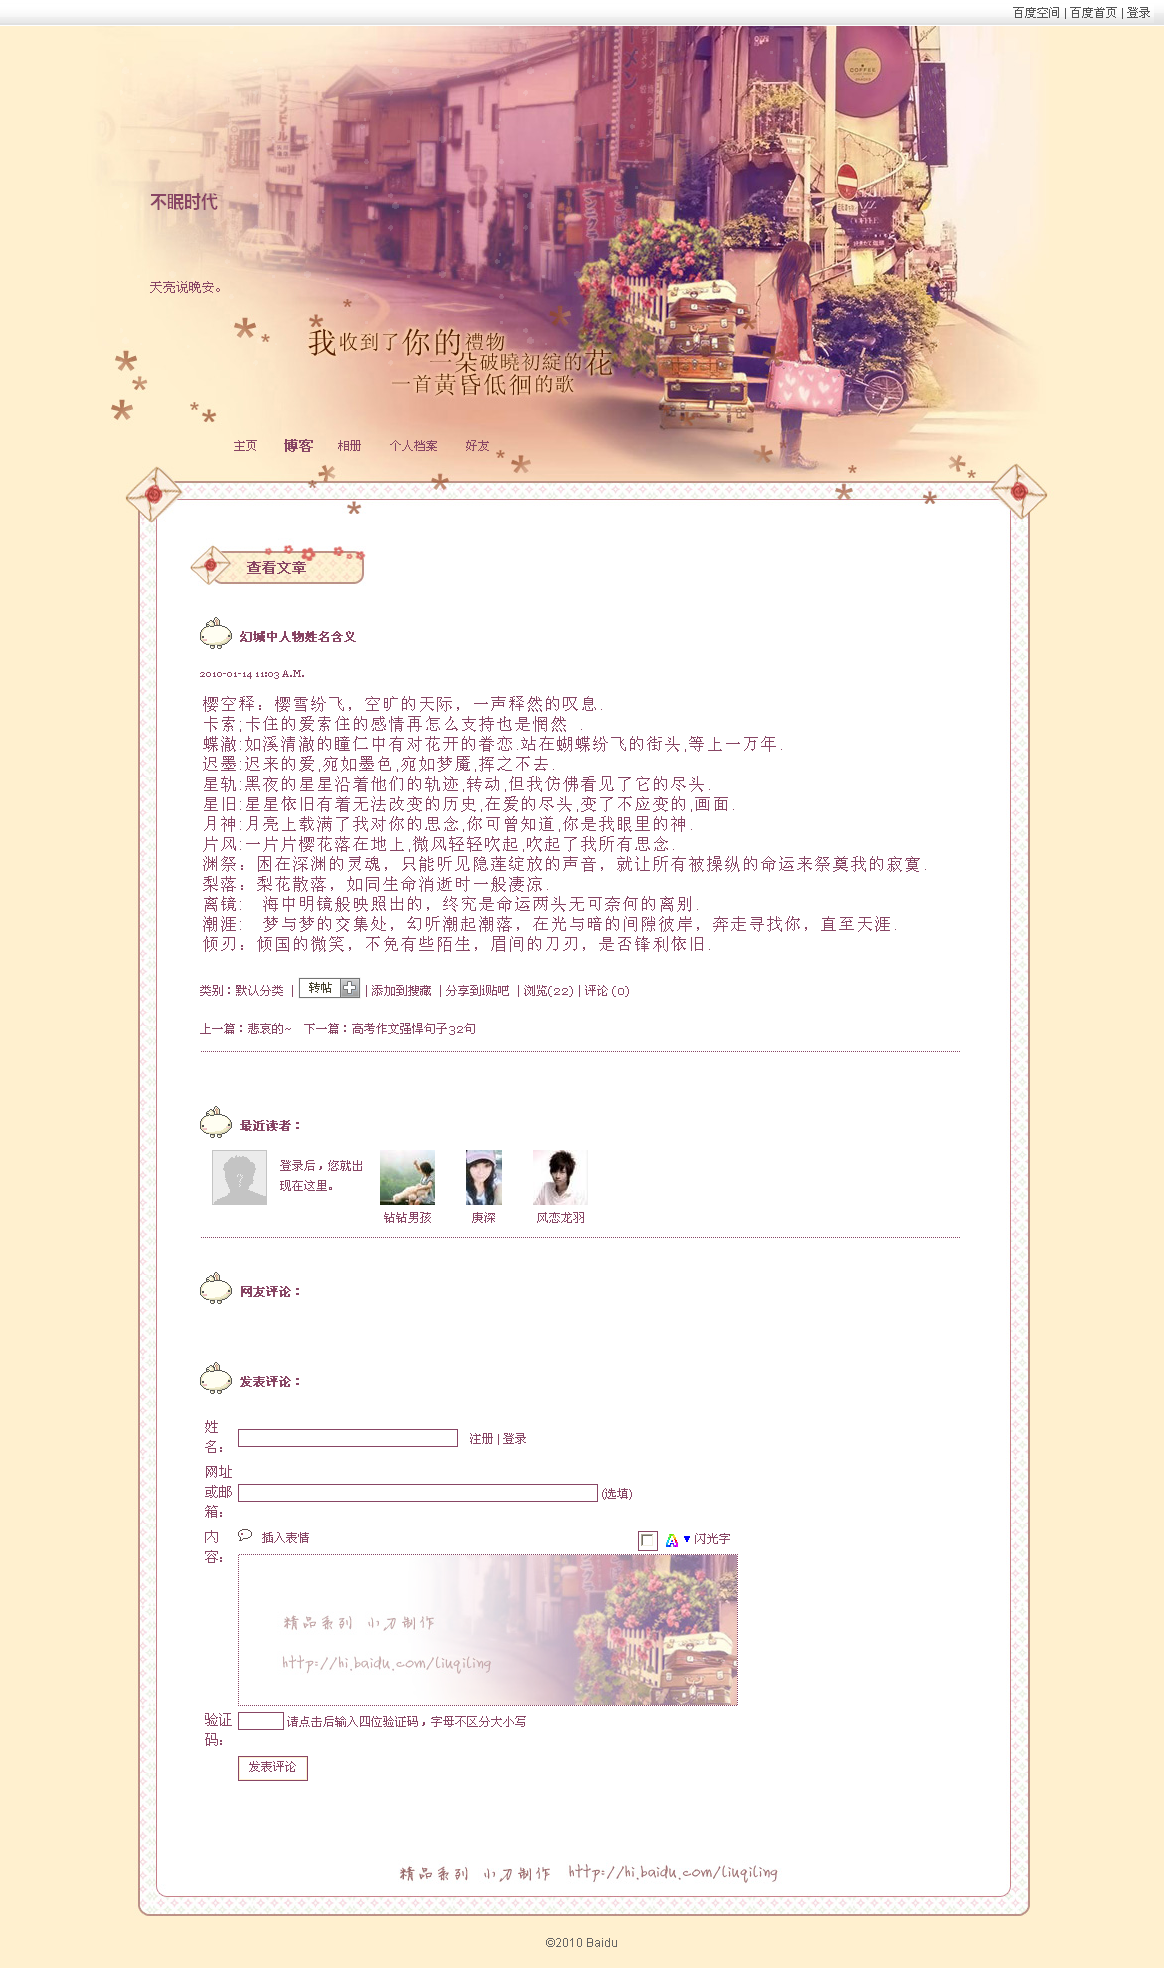 百度空间 | 百度首页 | 登录
メン
COFFEE
不眠时代
COFFEE
天亮说晚安。
我收到了你的禮物
一朵破曉初綻的花
一首黃昏低徊的歌
主页 博客 相册 个人档案 好友
查看文章
幻城中人物姓名含义
2010-01-14 11:03 A.M.
樱空释：樱雪纷飞，空旷的天际，一声释然的叹息.
卡索;卡住的爱索住的感情再怎么支持也是惘然 .
蝶澈:如溪清澈的瞳仁中有对花开的眷恋.站在蝴蝶纷飞的街头,等上一万年.
迟墨:迟来的爱,宛如墨色,宛如梦魇,挥之不去.
星轨:黑夜的星星沿着他们的轨迹,转动,但我仿佛看见了它的尽头.
星旧:星星依旧有着无法改变的历史,在爱的尽头,变了不应变的,画面.
月神:月亮上载满了我对你的思念,你可曾知道,你是我眼里的神.
片风:一片片樱花落在地上,微风轻轻吹起,吹起了我所有思念.
渊祭：困在深渊的灵魂，只能听见隐莲绽放的声音，就让所有被操纵的命运来祭奠我的寂寞.
梨落：梨花散落，如同生命消逝时一般凄凉.
离镜： 海中明镜般映照出的，终究是命运两头无可奈何的离别.
潮涯： 梦与梦的交集处，幻听潮起潮落，在光与暗的间隙彼岸，奔走寻找你，直至天涯.
倾刃：倾国的微笑，不免有些陌生，眉间的刀刃，是否锋利依旧.
类别：默认分类 | 转帖 | 添加到搜藏 | 分享到i贴吧 | 浏览(22) | 评论 (0)
上一篇：悲哀的~ 下一篇：高考作文强悍句子32句
最近读者：
登录后，您就出
现在这里。
钻钻男孩 庚深 风恋龙羽
网友评论：
发表评论：
姓
名： 注册 | 登录
网址
或邮
箱： (选填)
内
容： 插入表情 A ▼ 闪光字
精品系列 小刀制作
http://hi.baidu.com/liuqiling
验证
码： 请点击后输入四位验证码，字母不区分大小写
发表评论
精品系列 小刀制作 http://hi.baidu.com/liuqiling
©2010 Baidu